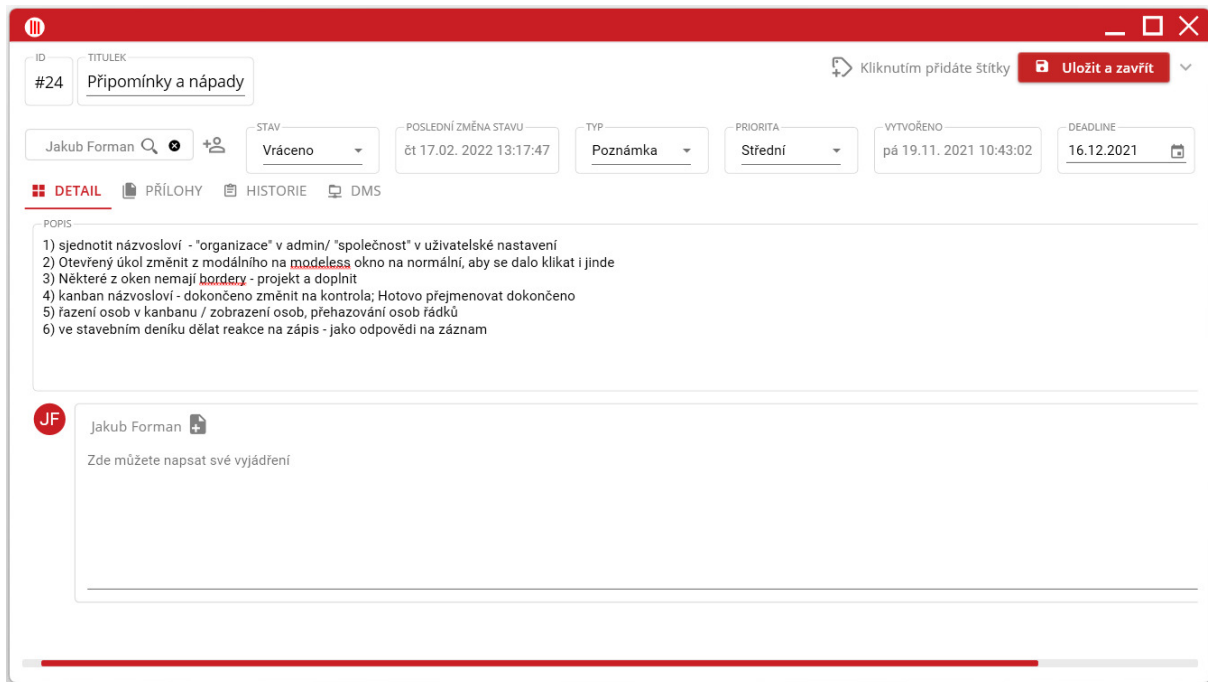 ID
#24
TITULEK
Připomínky a nápady
Kliknutím přidáte štítky
Uložit a zavřít
Jakub Forman
STAV
Vráceno
POSLEDNÍ ZMĚNA STAVU
čt 17.02. 2022 13:17:47
TYP
Poznámka
PRIORITA
Střední
VYTVOŘENO
pá 19.11. 2021 10:43:02
DEADLINE
16.12.2021
DETAIL
PŘÍLOHY
HISTORIE
DMS
POPIS
1) sjednotit názvosloví - "organizace" v admin/ "společnost" v uživatelské nastavení
2) Otevřený úkol změnit z modálního na modeless okno na normální, aby se dalo klikat i jinde
3) Některé z oken nemají bordery - projekt a doplnit
4) kanban názvosloví - dokončeno změnit na kontrola; Hotovo přejmenovat dokončeno
5) řazení osob v kanbanu / zobrazení osob, přehazování osob řádků
6) ve stavebním deníku dělat reakce na zápis - jako odpovědi na záznam
JF
Jakub Forman
Zde můžete napsat své vyjádření